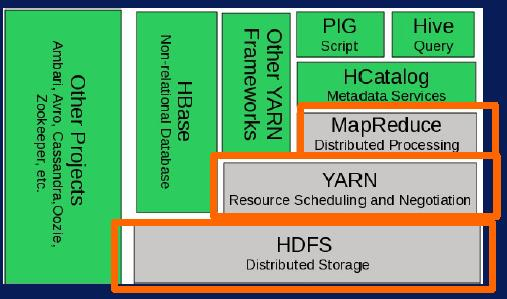 Other Projects
Ambari, Avro, Cassandra,Oozie,
Zookeeper, etc.
HBase
Non-relational Database
Other YARN
Frameworks
PIG
Script
Hive
Query
HCatalog
Metadata Services
MapReduce
Distributed Processing
YARN
Resource Scheduling and Negotiation
HDFS
Distributed Storage